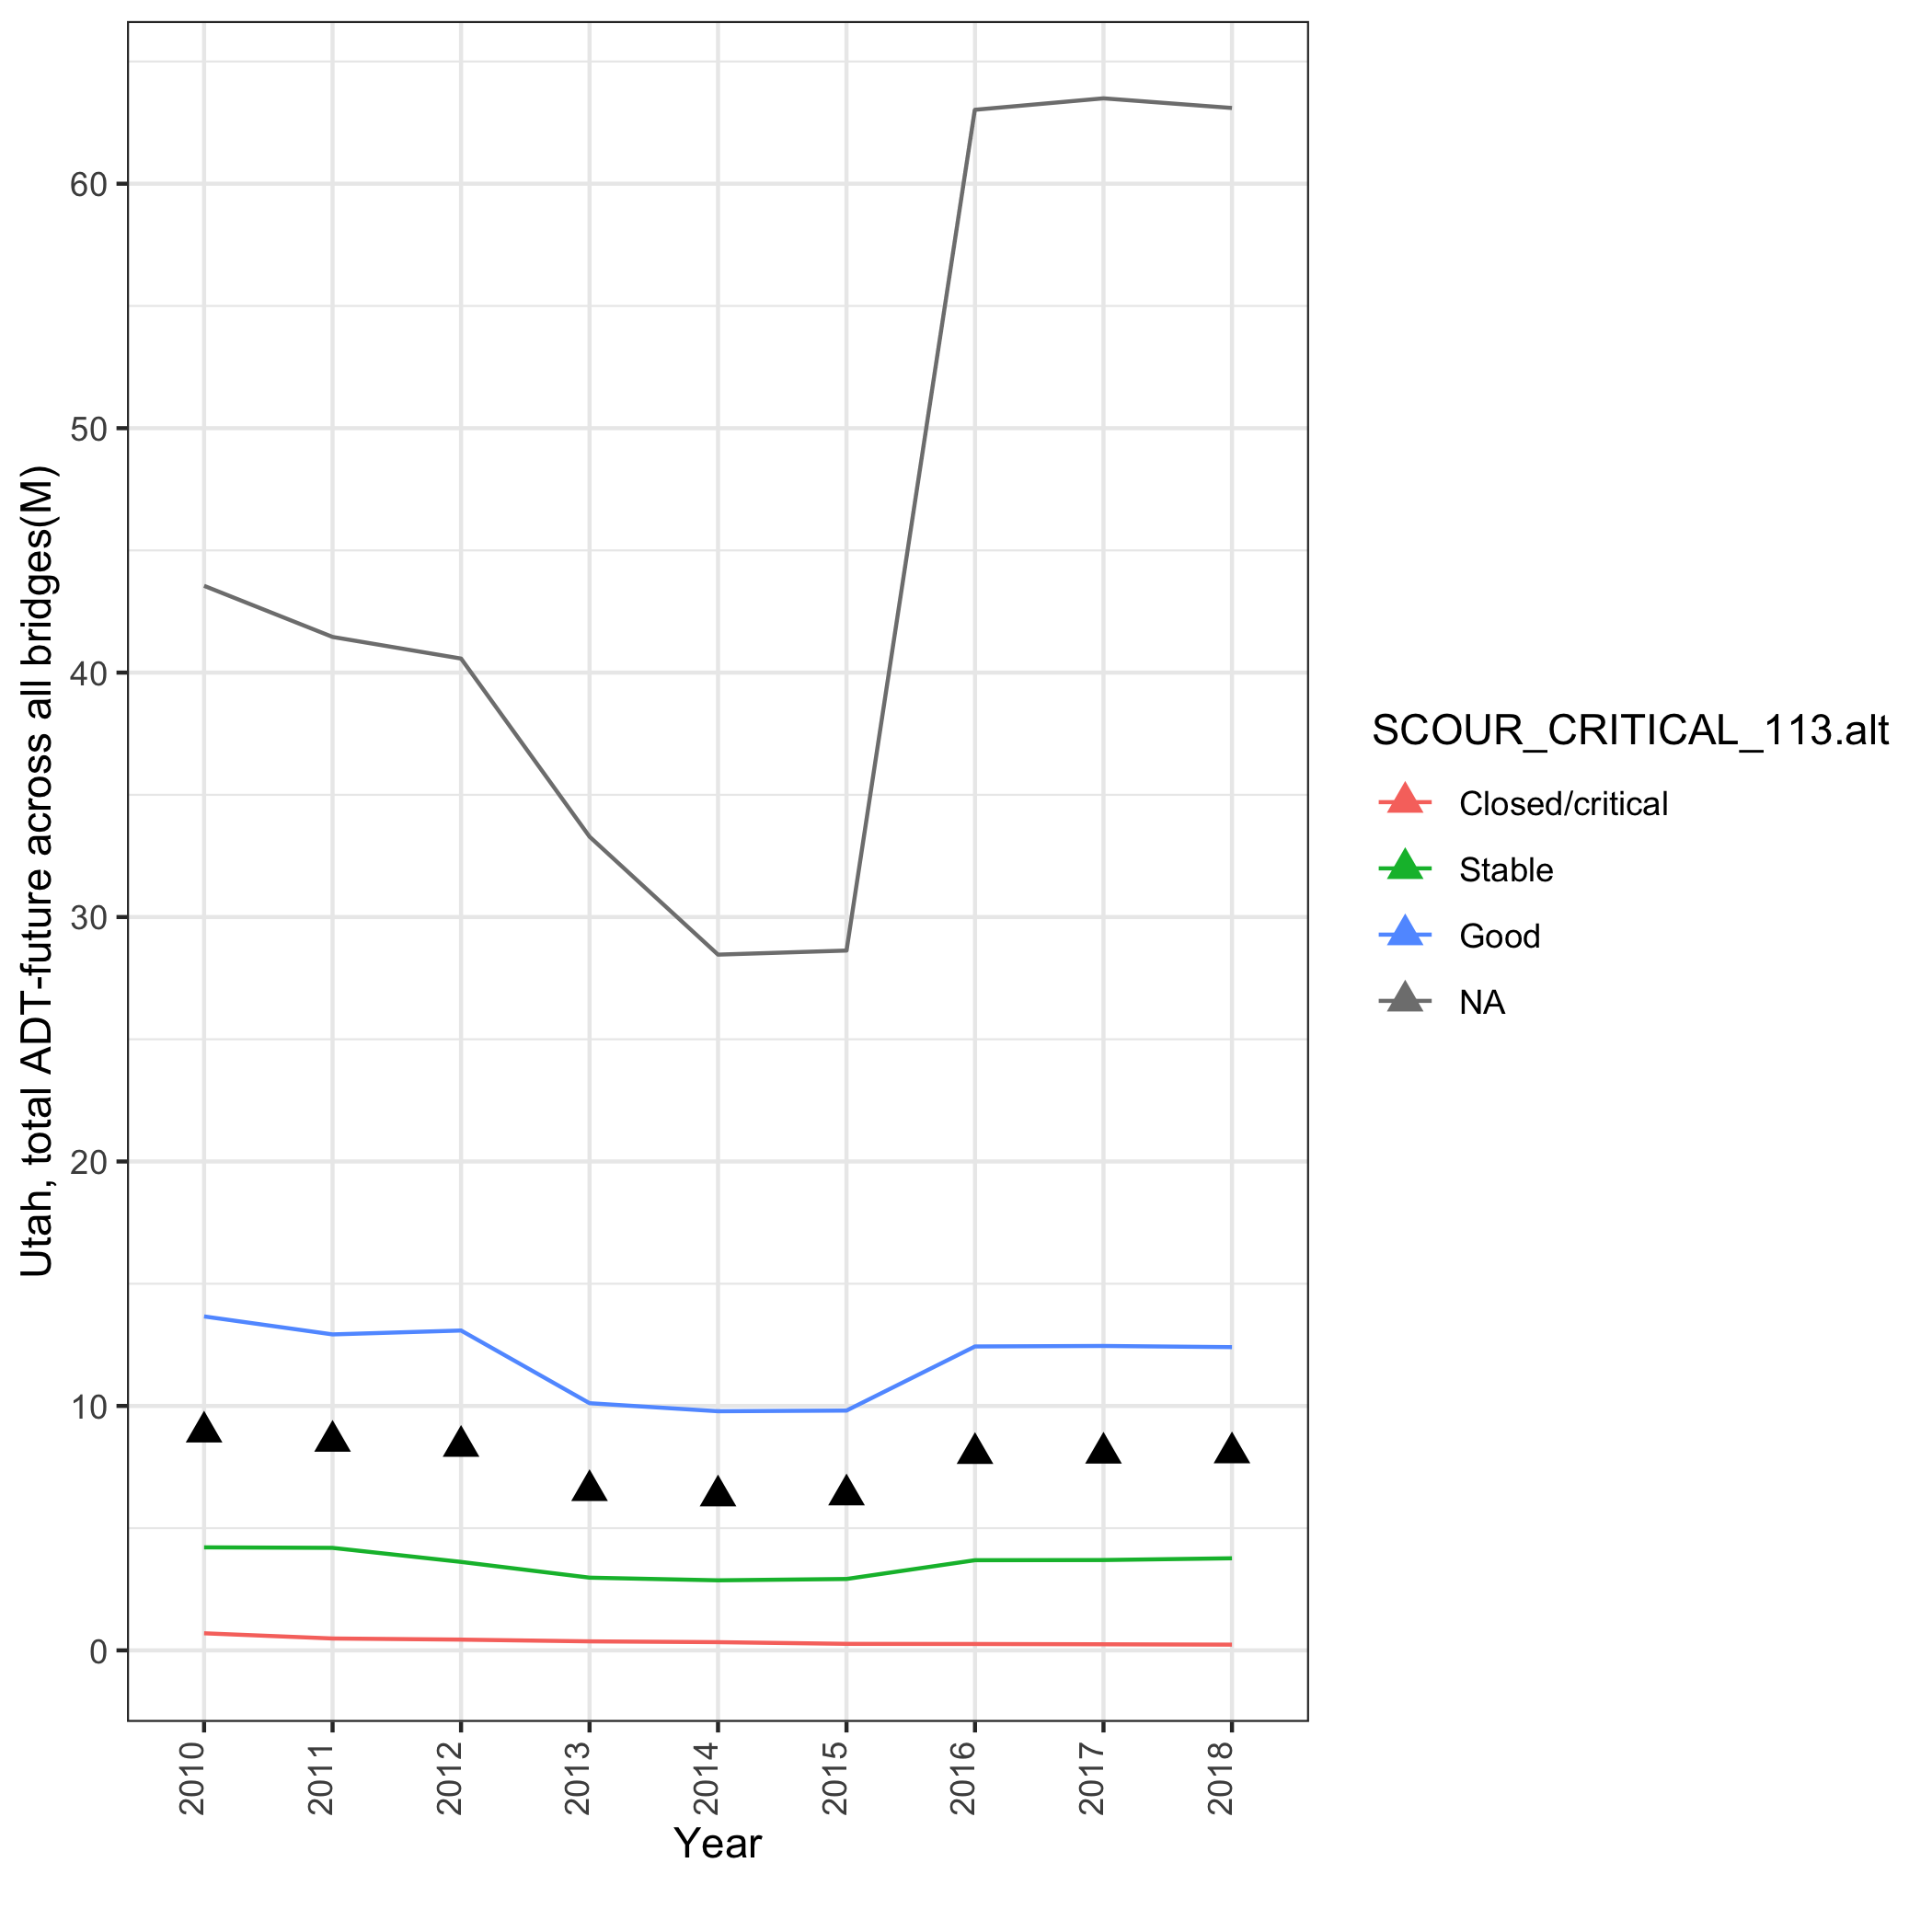 Utah, total ADT-future across all bridges(M)
60
50
40
30
20
10
0
2010
2011
2012
2013
2014
2015
2016
2017
2018
Year
SCOUR_CRITICAL_113.alt
Closed/critical
Stable
Good
NA